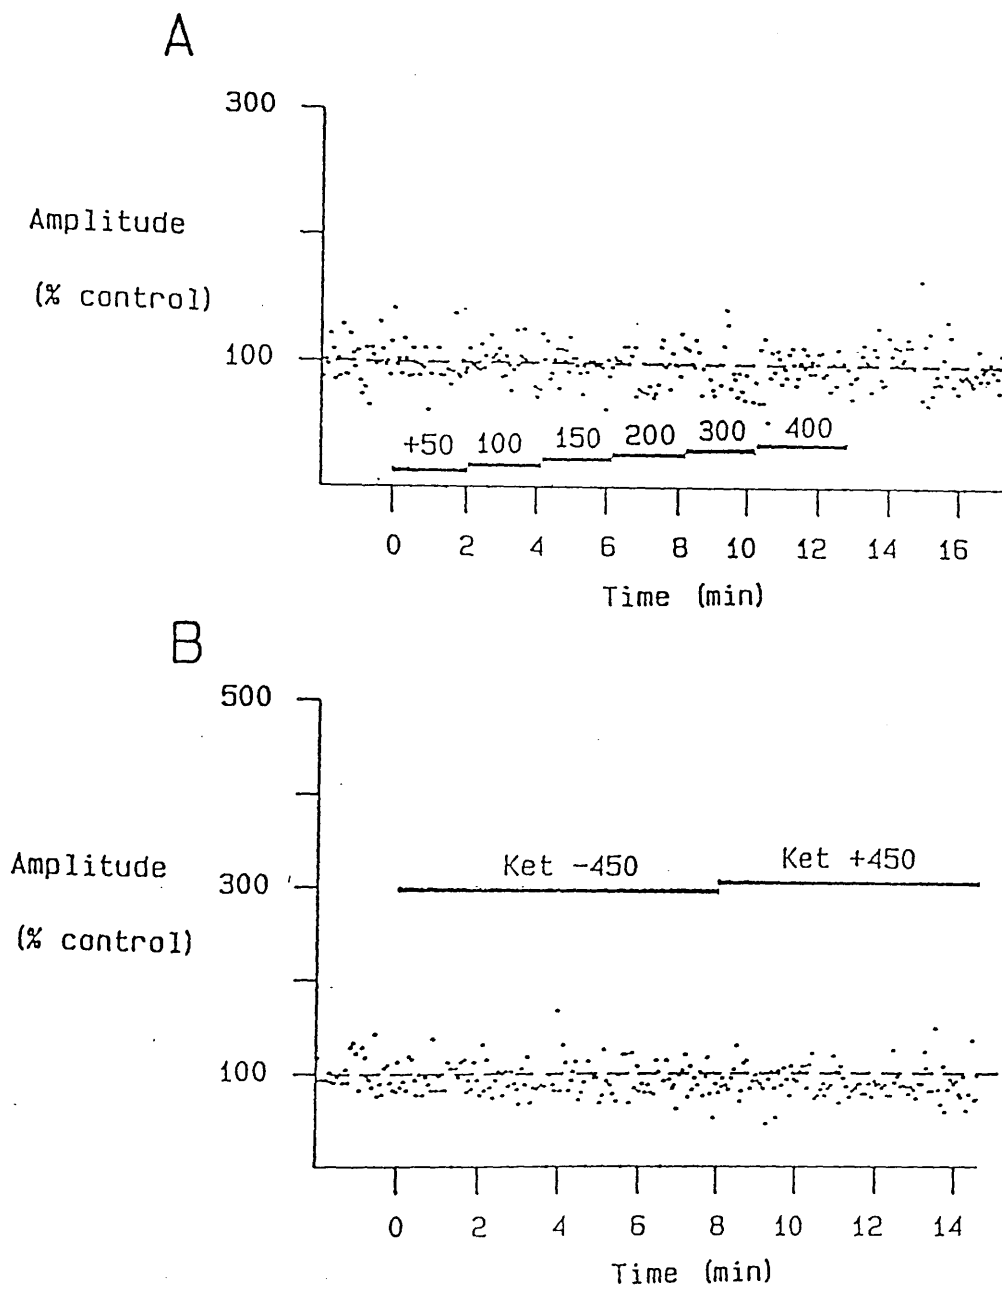 A
300
Amplitude
(% control)
100
+50 100 150 200 300 400
0 2 4 6 8 10 12 14 16
Time (min)
B
500
Ket -450 Ket +450
Amplitude
300
(% control)
100
0 2 4 6 8 10 12 14
Time (min)